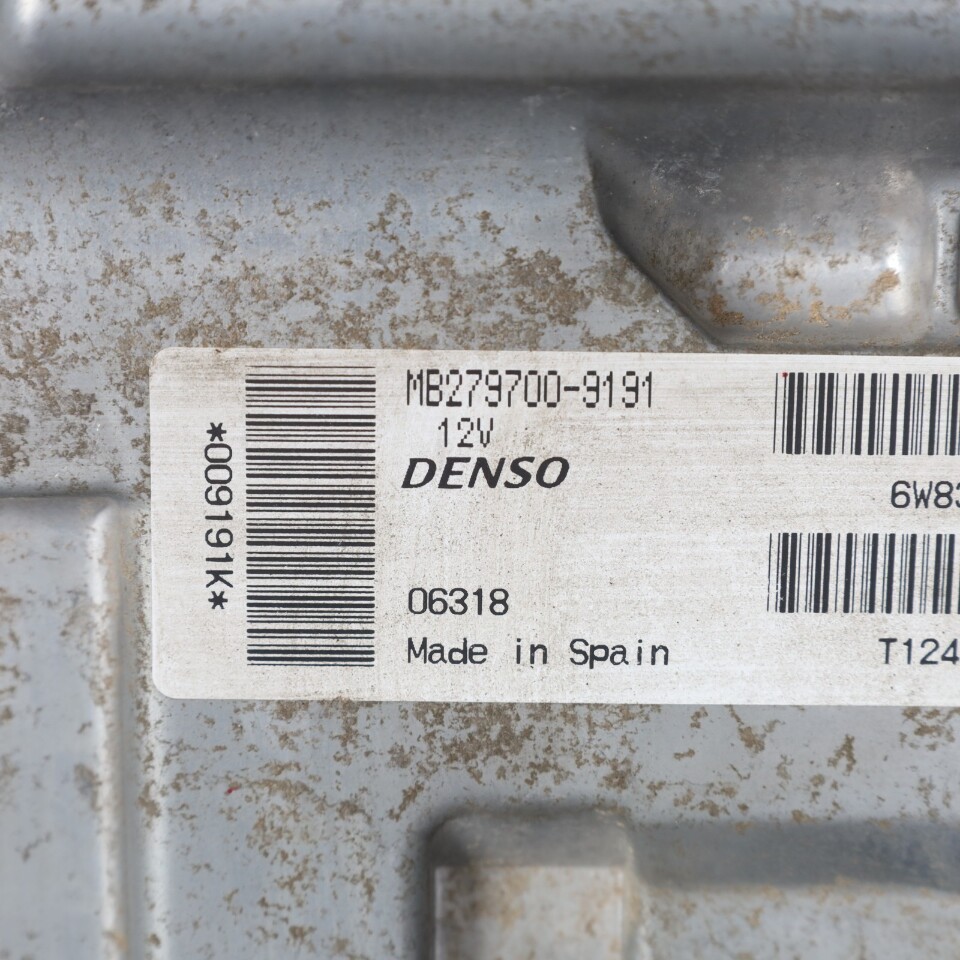 *009191K*
MB279700-9191
12V
DENSO
06318
Made in Spain
6W83
T124